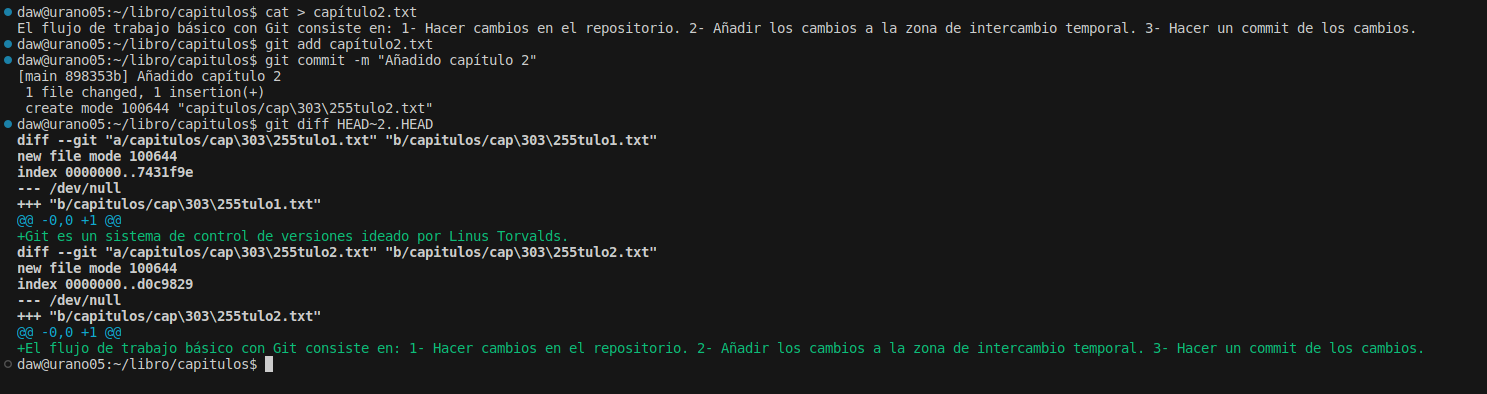 daw@urano05:~/libro/capitulos$ cat > capítulo2.txt
El flujo de trabajo básico con Git consiste en: 1- Hacer cambios en el repositorio. 2- Añadir los cambios a la zona de intercambio temporal. 3- Hacer un commit de los cambios.
daw@urano05:~/libro/capitulos$ git add capítulo2.txt
daw@urano05:~/libro/capitulos$ git commit -m "Añadido capítulo 2"
[main 898353b] Añadido capítulo 2
 1 file changed, 1 insertion(+)
 create mode 100644 "capitulos/cap\303\255tulo2.txt"
daw@urano05:~/libro/capitulos$ git diff HEAD~2..HEAD
diff --git "a/capitulos/cap\303\255tulo1.txt" "b/capitulos/cap\303\255tulo1.txt"
new file mode 100644
index 0000000..7431f9e
--- /dev/null
+++ "b/capitulos/cap\303\255tulo1.txt"
@@ -0,0 +1 @@
+Git es un sistema de control de versiones ideado por Linus Torvalds.
diff --git "a/capitulos/cap\303\255tulo2.txt" "b/capitulos/cap\303\255tulo2.txt"
new file mode 100644
index 0000000..d0c9829
--- /dev/null
+++ "b/capitulos/cap\303\255tulo2.txt"
@@ -0,0 +1 @@
+El flujo de trabajo básico con Git consiste en: 1- Hacer cambios en el repositorio. 2- Añadir los cambios a la zona de intercambio temporal. 3- Hacer un commit de los cambios.
daw@urano05:~/libro/capitulos$